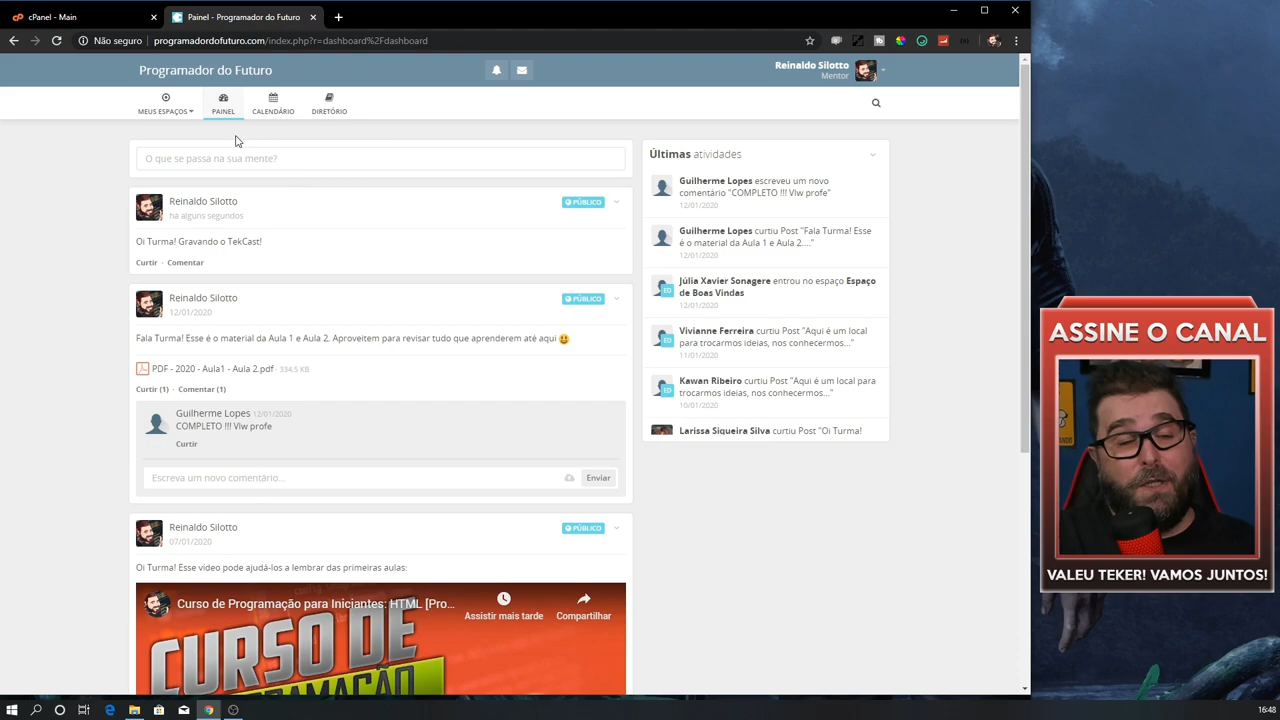 cPanel - Main
Painel - Programador do Futuro
Não seguro
programadordofuturo.com/index.php?r=dashboard%2Fdashboard
Programador do Futuro
Reinaldo Silotto
Mentor
MEUS ESPAÇOS
PAINEL
CALENDÁRIO
DIRETÓRIO
O que se passa na sua mente?
Reinaldo Silotto
PÚBLICO
há alguns segundos
Oi Turma! Gravando o TekCast!
Curtir · Comentar
Reinaldo Silotto
PÚBLICO
12/01/2020
Fala Turma! Esse é o material da Aula 1 e Aula 2. Aproveitem para revisar tudo que aprenderem até aqui 😃
PDF - 2020 - Aula1 - Aula 2.pdf - 334,5 KB
Curtir (1) · Comentar (1)
Guilherme Lopes 12/01/2020
COMPLETO !!! Vlw profe
Curtir
Escreva um novo comentário...
Enviar
Reinaldo Silotto
PÚBLICO
07/01/2020
Oi Turma! Esse vídeo pode ajudá-los a lembrar das primeiras aulas:
Curso de Programação para Iniciantes: HTML [Pro...
Assistir mais tarde
Compartilhar
CURSO DE
Últimas atividades
Guilherme Lopes escreveu um novo
comentário "COMPLETO !!! Vlw profe"
12/01/2020
Guilherme Lopes curtiu Post "Fala Turma! Esse
é o material da Aula 1 e Aula 2...."
12/01/2020
Júlia Xavier Sonagere entrou no espaço Espaço
de Boas Vindas
ED
12/01/2020
Vivianne Ferreira curtiu Post "Aqui é um local
para trocarmos ideias, nos conhecermos..."
ED
11/01/2020
Kawan Ribeiro curtiu Post "Aqui é um local
para trocarmos ideias, nos conhecermos..."
ED
10/01/2020
Larissa Siqueira Silva curtiu Post "Oi Turma!
ASSINE O CANAL
VALEU TEKER! VAMOS JUNTOS!
16:48